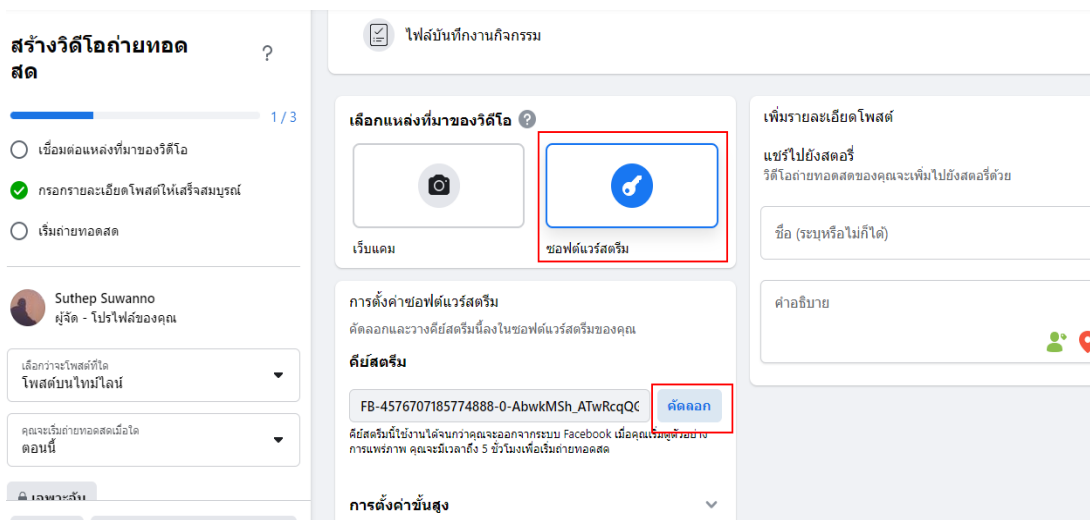 สร้างวิดีโอถ่ายทอด
สด
?
1 / 3
เชื่อมต่อแหล่งที่มาของวิดีโอ
กรอกรายละเอียดโพสต์ให้เสร็จสมบูรณ์
เริ่มถ่ายทอดสด
Suthep Suwanno
ผู้จัด - โปรไฟล์ของคุณ
เลือกว่าจะโพสต์ที่ใด
โพสต์บนไทม์ไลน์
คุณจะเริ่มถ่ายทอดสดเมื่อใด
ตอนนี้
เฉพาะฉัน
ไฟล์บันทึกงานกิจกรรม
เลือกแหล่งที่มาของวิดีโอ ?
เว็บแคม
ซอฟต์แวร์สตรีม
การตั้งค่าซอฟต์แวร์สตรีม
คัดลอกและวางคีย์สตรีมนี้ลงในซอฟต์แวร์สตรีมของคุณ
คีย์สตรีม
FB-4576707185774888-0-AbwkMSh_ATwRcqQC
คัดลอก
คีย์สตรีมนี้ใช้งานได้จนกว่าคุณจะออกจากระบบ Facebook เมื่อคุณเริ่มดูตัวอย่าง
การแพร่ภาพ คุณจะมีเวลาถึง 5 ชั่วโมงเพื่อเริ่มถ่ายทอดสด
การตั้งค่าขั้นสูง
เพิ่มรายละเอียดโพสต์
แชร์ไปยังสตอรี่
วิดีโอถ่ายทอดสดของคุณจะเพิ่มไปยังสตอรี่ด้วย
ชื่อ (ระบุหรือไม่ก็ได้)
คำอธิบาย